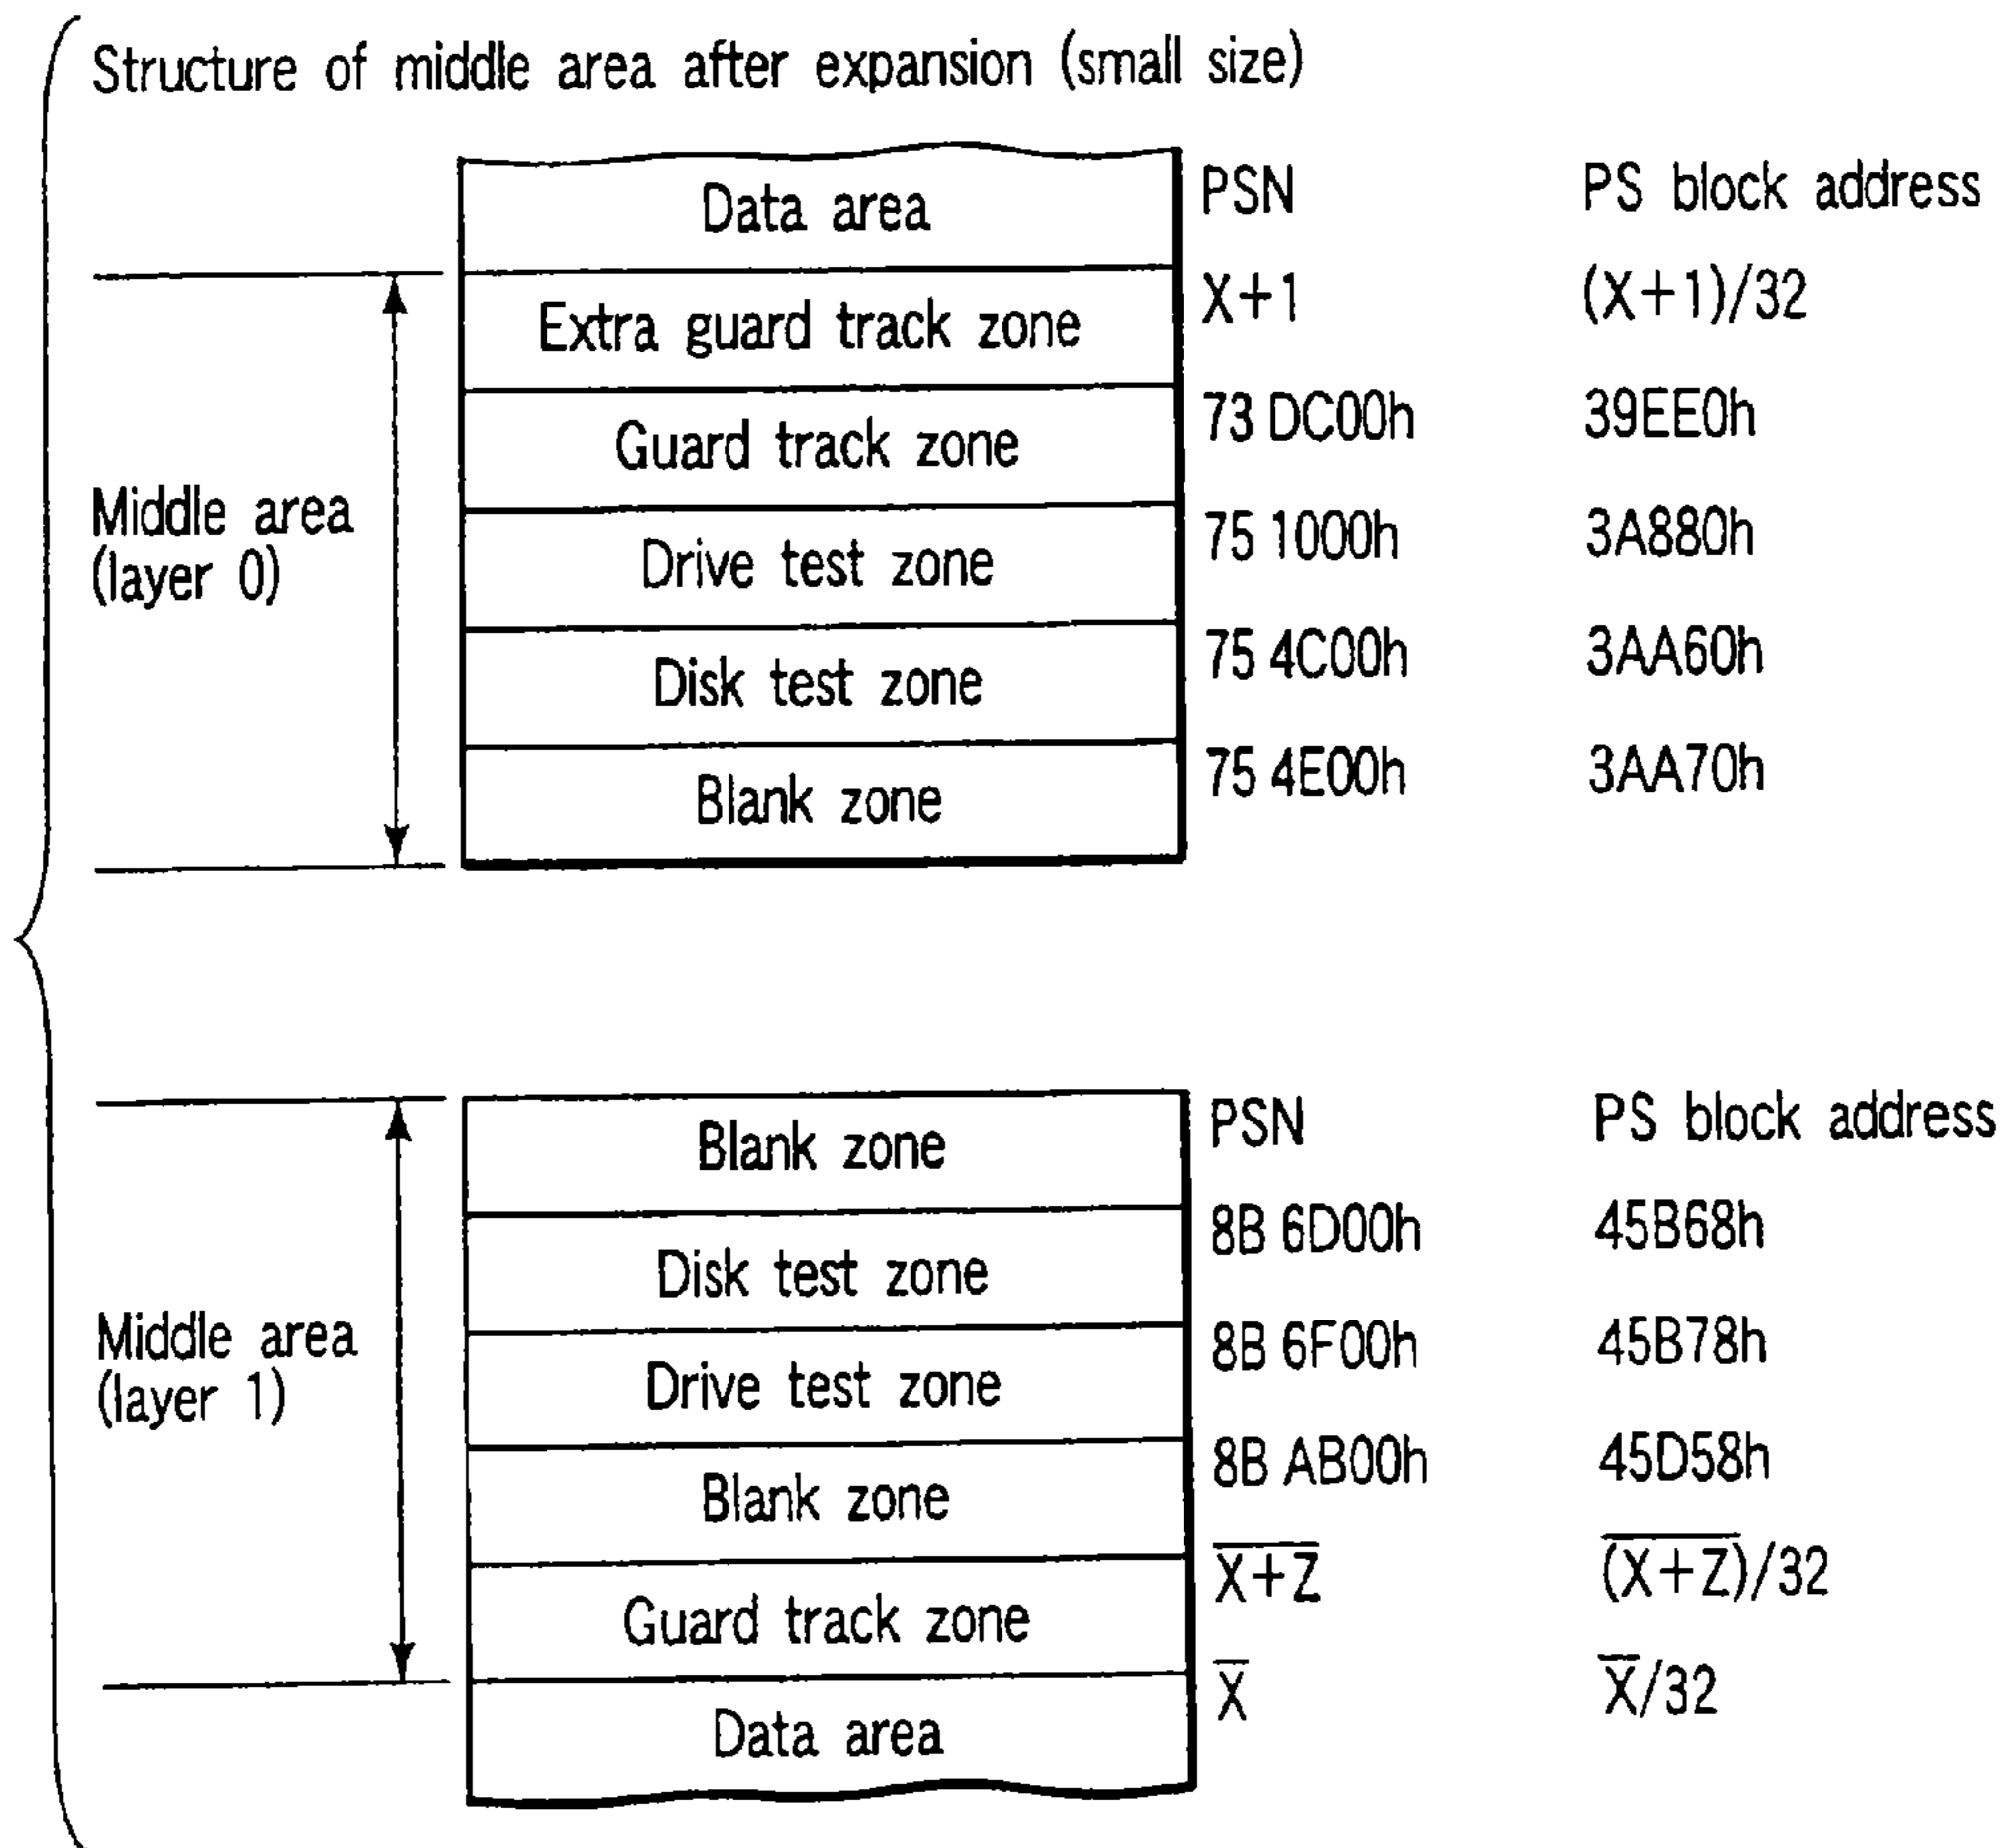 Structure of middle area after expansion (small size)
Data area
PSN
PS block address
X+1
(X+1)/32
Extra guard track zone
73 DC00h
39EE0h
Guard track zone
75 1000h
3A880h
Middle area
(layer 0)
Drive test zone
75 4C00h
3AA60h
Disk test zone
75 4E00h
3AA70h
Blank zone
PSN
PS block address
Blank zone
8B 6D00h
45B68h
Disk test zone
8B 6F00h
45B78h
Middle area
(layer 1)
Drive test zone
8B AB00h
45D58h
Blank zone
X̅+̅Z̅
(̅X̅+̅Z̅)̅/32
Guard track zone
X̅
X̅/32
Data area